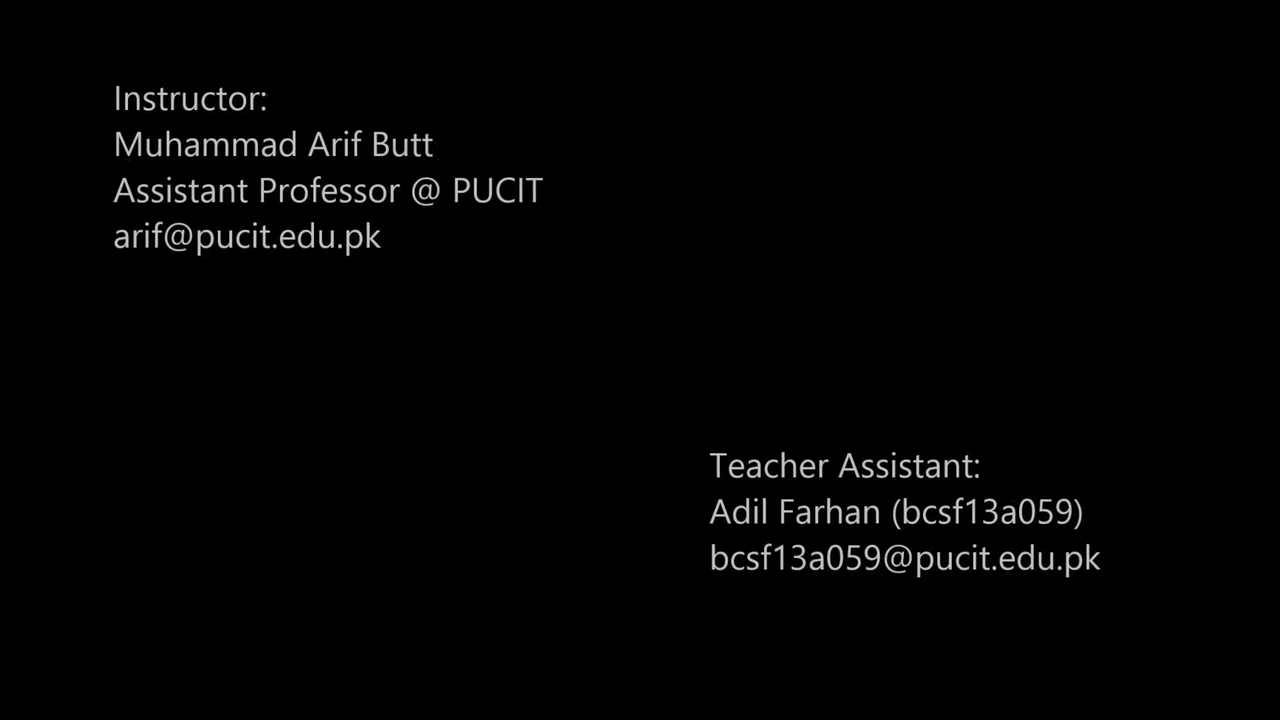 Instructor:
Muhammad Arif Butt
Assistant Professor @ PUCIT
arif@pucit.edu.pk
Teacher Assistant:
Adil Farhan (bcsf13a059)
bcsf13a059@pucit.edu.pk